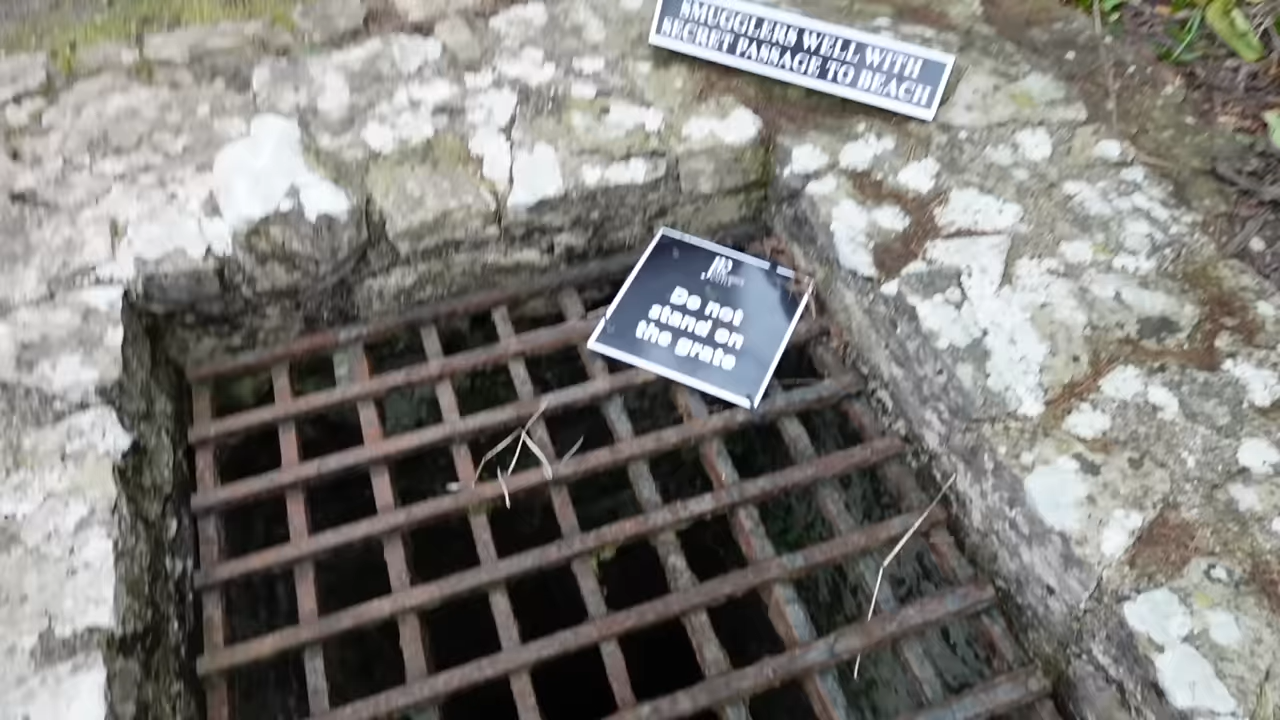 SMUGGLERS WELL WITH
SECRET PASSAGE TO BEACH
Do not
stand on
the grate